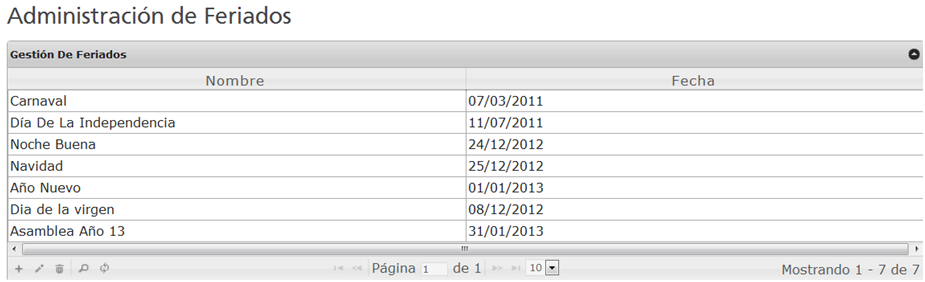 Administración de Feriados
Gestión De Feriados
Nombre Fecha
Carnaval 07/03/2011
Día De La Independencia 11/07/2011
Noche Buena 24/12/2012
Navidad 25/12/2012
Año Nuevo 01/01/2013
Dia de la virgen 08/12/2012
Asamblea Año 13 31/01/2013
Página 1 de 1 10 Mostrando 1 - 7 de 7